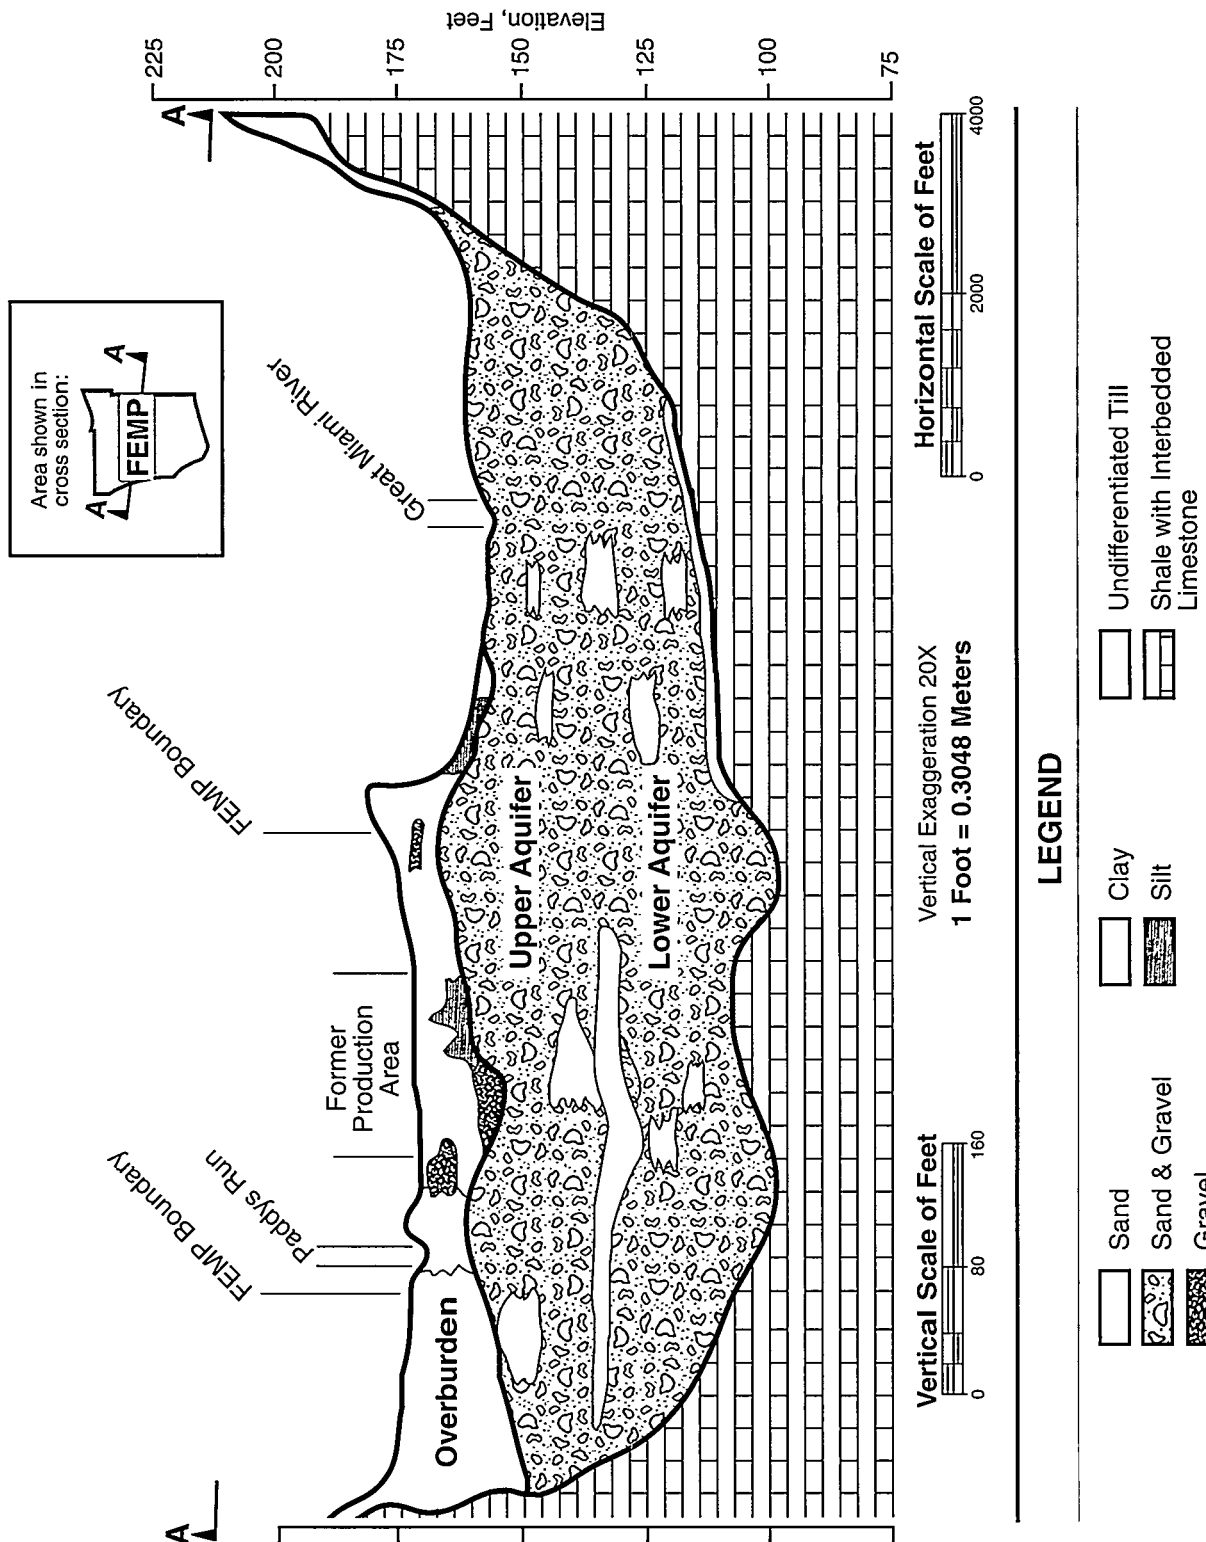 Area shown in
cross section:
A
A
FEMP
A
A
FEMP Boundary
Paddys Run
Former
Production
Area
FEMP Boundary
Great Miami River
Elevation, Feet
225
200
175
150
125
100
75
Overburden
Upper Aquifer
Lower Aquifer
Vertical Scale of Feet
0
80
160
Vertical Exaggeration 20X
1 Foot = 0.3048 Meters
Horizontal Scale of Feet
0
2000
4000
LEGEND
Sand
Clay
Undifferentiated Till
Sand & Gravel
Silt
Shale with Interbedded
Limestone
Gravel